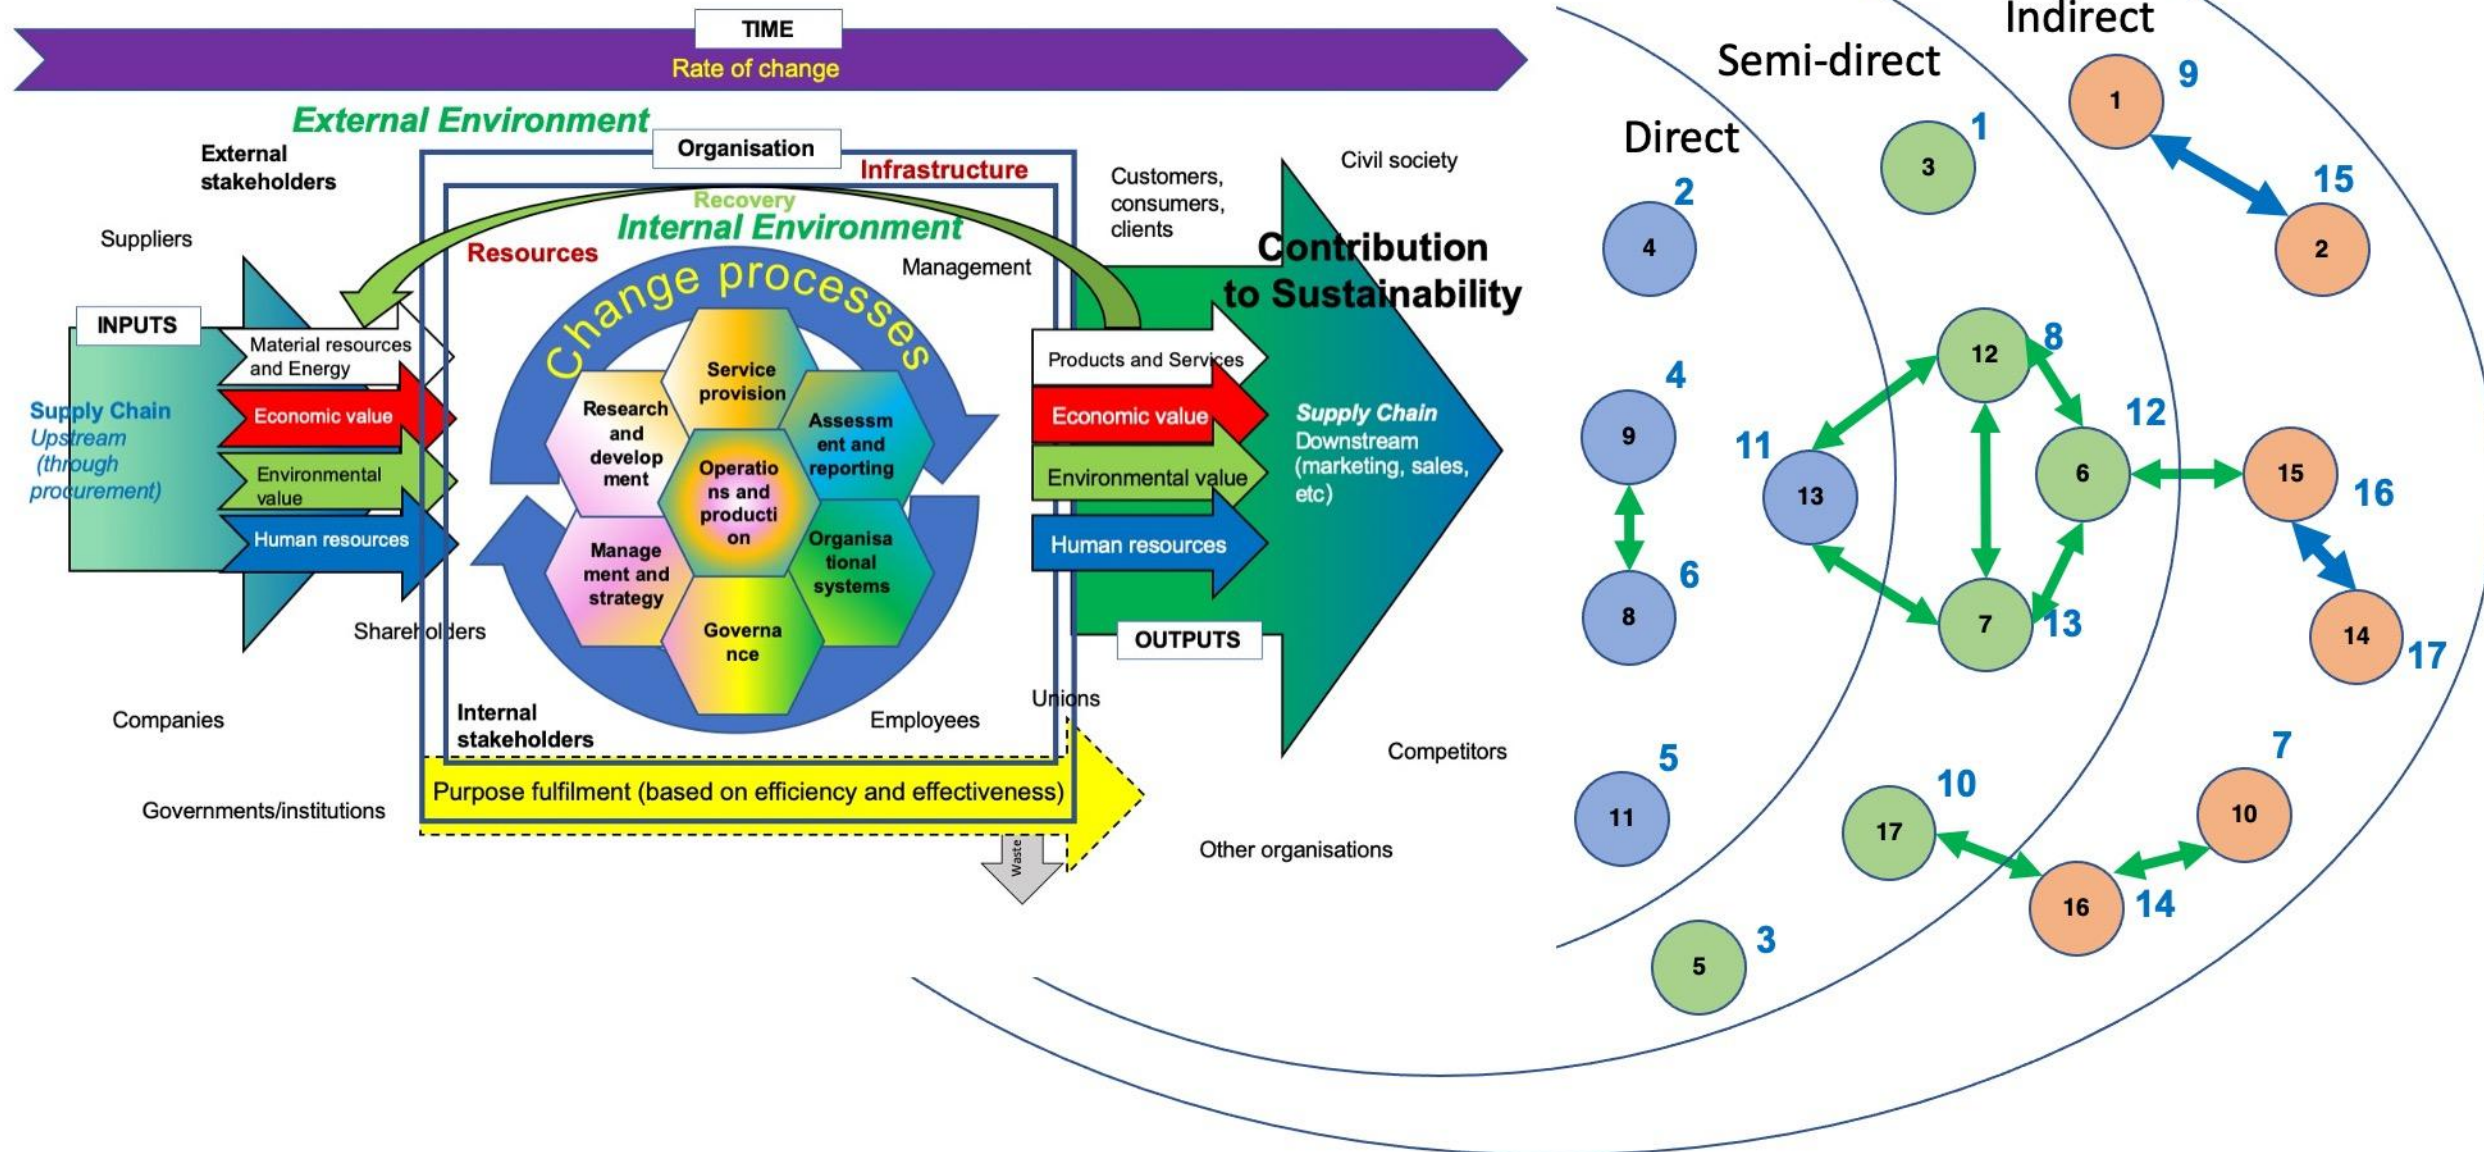 TIME
Rate of change
External Environment
External
stakeholders
Organisation
Infrastructure
Recovery
Internal Environment
Resources
Management
Suppliers
INPUTS
Supply Chain
Upstream
(through
procurement)
Material resources
and Energy
Economic value
Environmental
value
Human resources
Shareholders
Companies
Governments/institutions
Change processes
Service
provision
Research
and
develop
ment
Assessm
ent and
reporting
Operatio
ns and
producti
on
Manage
ment and
strategy
Organisa
tional
systems
Governa
nce
Internal
stakeholders
Employees
Unions
Purpose fulfilment (based on efficiency and effectiveness)
Waste
Customers,
consumers,
clients
Civil society
Contribution
to Sustainability
Products and Services
Economic value
Environmental value
Human resources
Supply Chain
Downstream
(marketing, sales,
etc)
OUTPUTS
Competitors
Other organisations
Direct
Semi-direct
Indirect
2
4
4
9
6
8
5
11
11
13
1
3
8
12
12
6
13
7
10
17
3
5
9
1
15
2
16
15
17
14
7
10
14
16